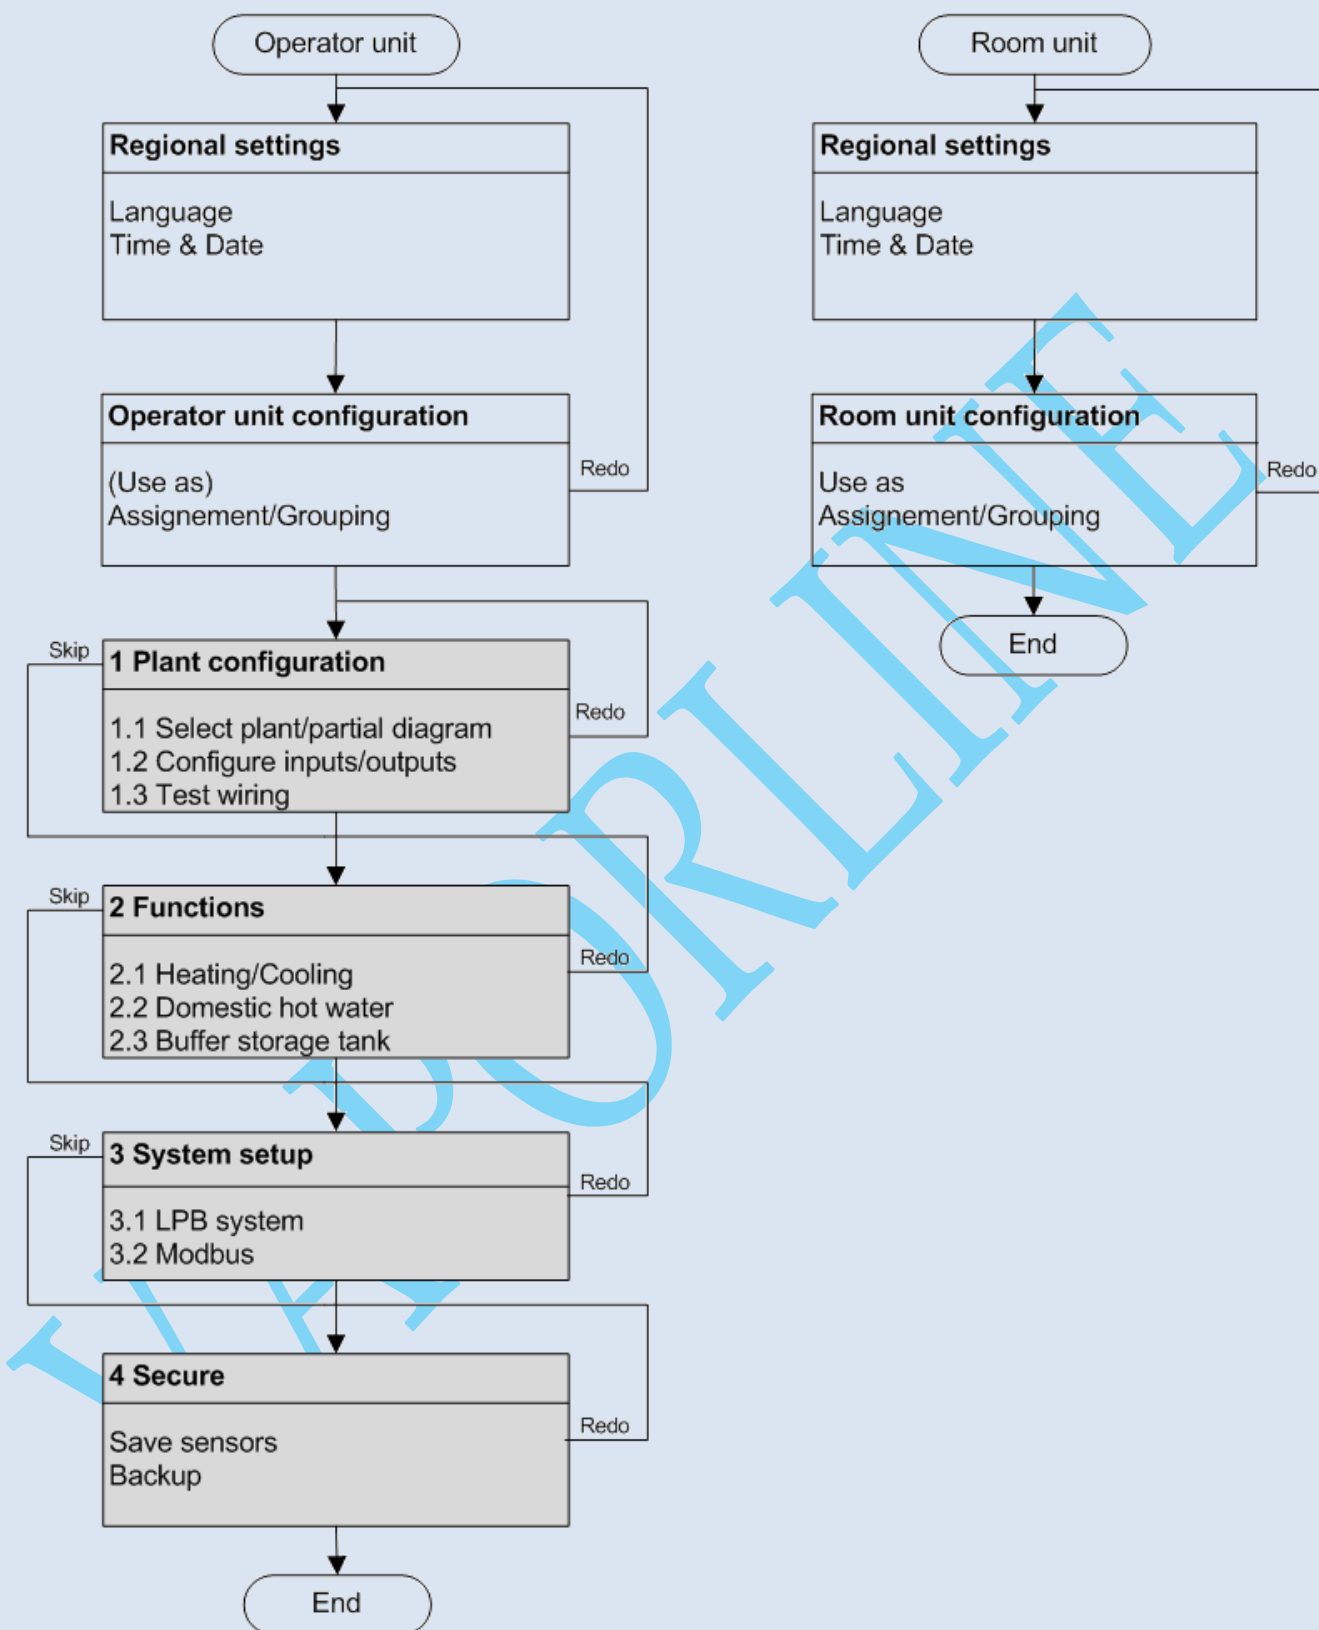 Operator unit
Regional settings
Language
Time & Date
Operator unit configuration
(Use as)
Assignement/Grouping
Redo
Skip
1 Plant configuration
1.1 Select plant/partial diagram
1.2 Configure inputs/outputs
1.3 Test wiring
Redo
Skip
2 Functions
2.1 Heating/Cooling
2.2 Domestic hot water
2.3 Buffer storage tank
Redo
Skip
3 System setup
3.1 LPB system
3.2 Modbus
Redo
4 Secure
Save sensors
Backup
Redo
End
Room unit
Regional settings
Language
Time & Date
Room unit configuration
Use as
Assignement/Grouping
Redo
End
VAPORLINE